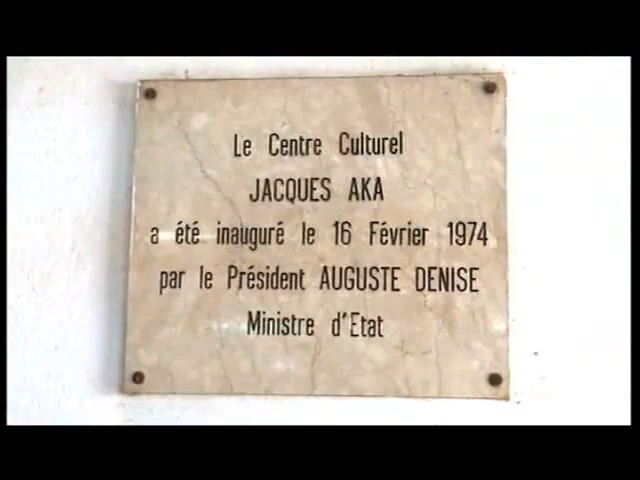 Le Centre Culturel
JACQUES AKA
a été inauguré le 16 Février 1974
par le Président AUGUSTE DENISE
Ministre d'Etat